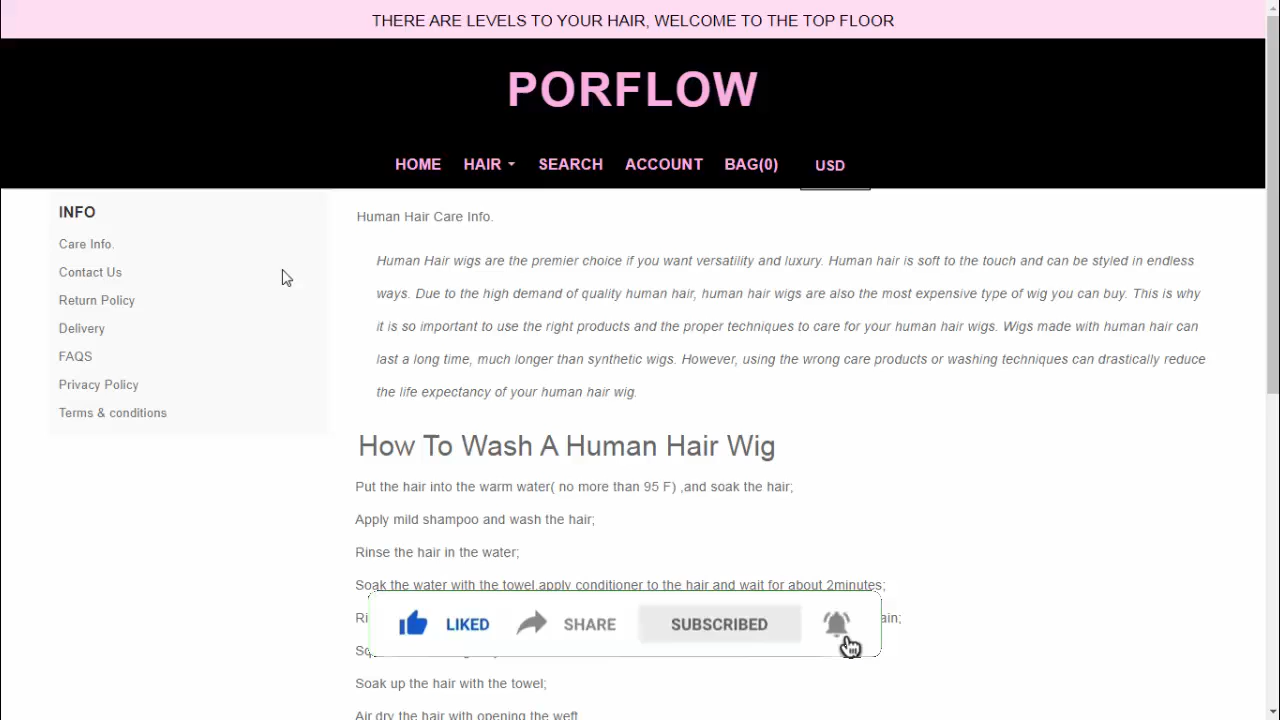 THERE ARE LEVELS TO YOUR HAIR, WELCOME TO THE TOP FLOOR
PORFLOW
HOME HAIR SEARCH ACCOUNT BAG(0) USD
INFO
Care Info.
Contact Us
Return Policy
Delivery
FAQS
Privacy Policy
Terms & conditions
Human Hair Care Info.
Human Hair wigs are the premier choice if you want versatility and luxury. Human hair is soft to the touch and can be styled in endless
ways. Due to the high demand of quality human hair, human hair wigs are also the most expensive type of wig you can buy. This is why
it is so important to use the right products and the proper techniques to care for your human hair wigs. Wigs made with human hair can
last a long time, much longer than synthetic wigs. However, using the wrong care products or washing techniques can drastically reduce
the life expectancy of your human hair wig.
How To Wash A Human Hair Wig
Put the hair into the warm water( no more than 95 F) ,and soak the hair;
Apply mild shampoo and wash the hair;
Rinse the hair in the water;
Soak the water with the towel,apply conditioner to the hair and wait for about 2minutes;
LIKED SHARE SUBSCRIBED
Soak up the hair with the towel;
Air dry the hair with opening the weft